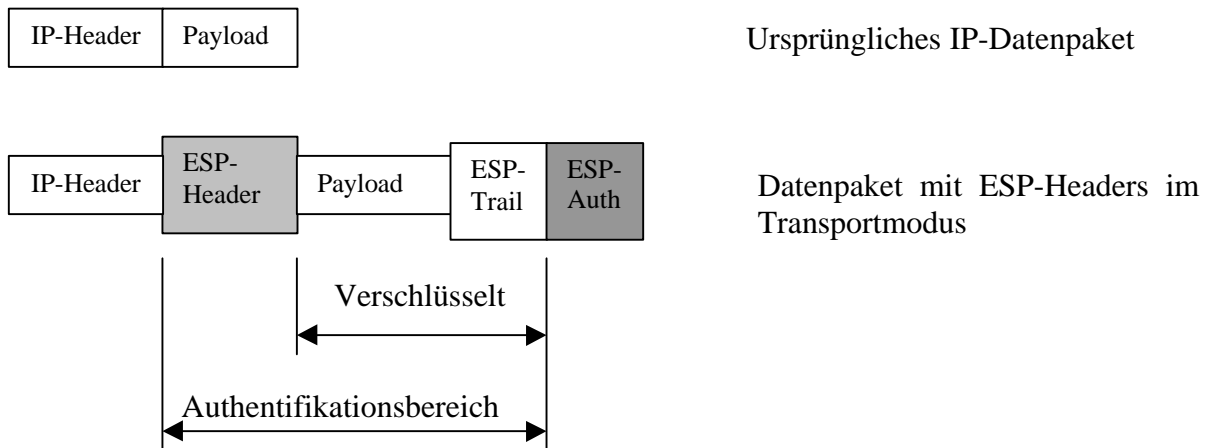 IP-Header Payload Ursprüngliches IP-Datenpaket
IP-Header
ESP-
Header
Payload
ESP-
Trail
ESP-
Auth
Datenpaket mit ESP-Headers im
Transportmodus
Verschlüsselt
Authentifikationsbereich